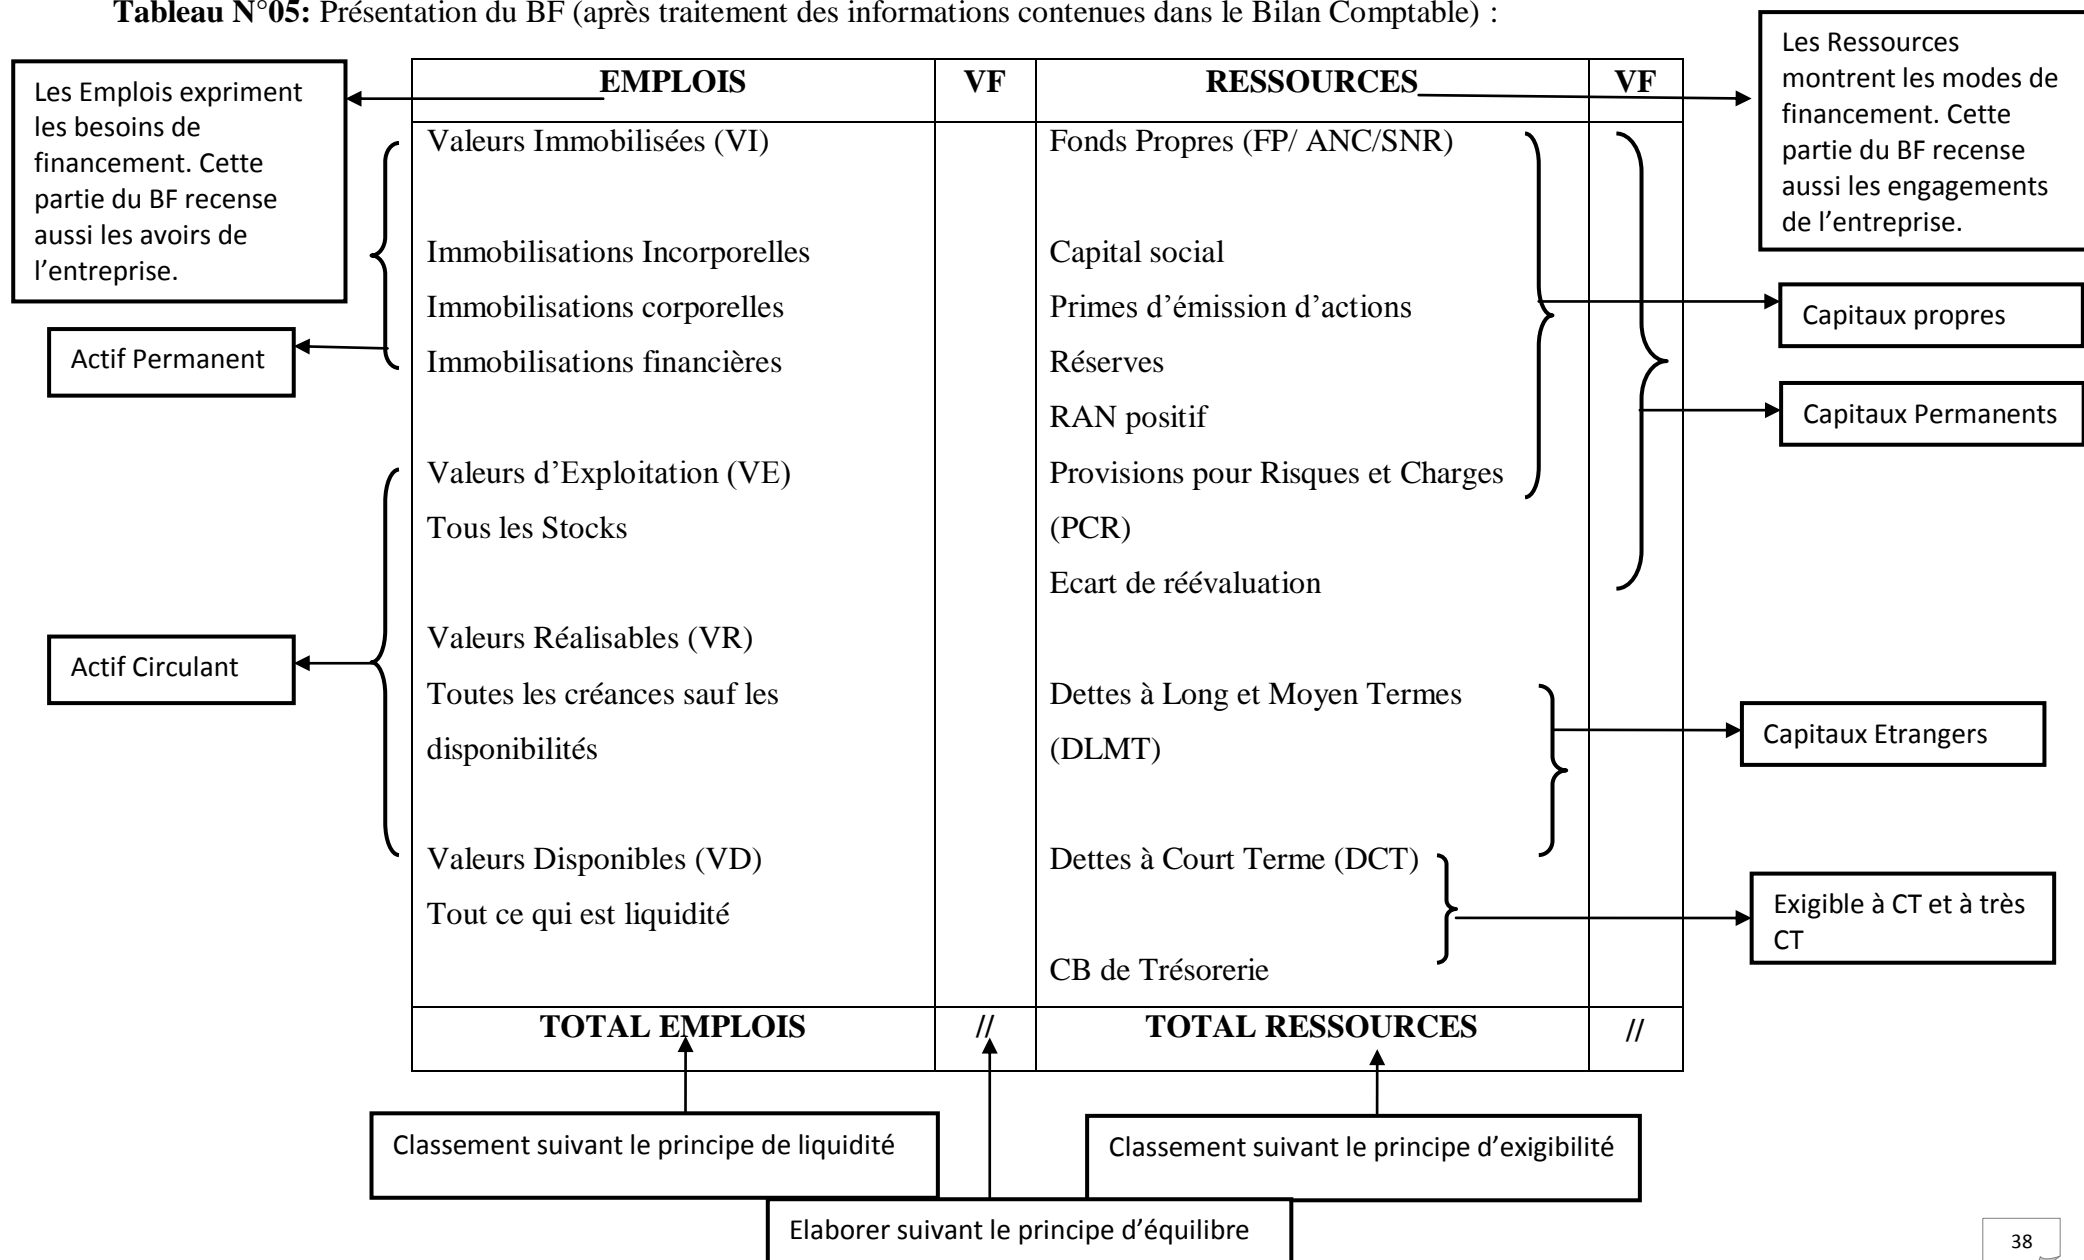 Tableau N°05: Présentation du BF (après traitement des informations contenues dans le Bilan Comptable) :
Les Emplois expriment
les besoins de
financement. Cette
partie du BF recense
aussi les avoirs de
l’entreprise.
Actif Permanent
Actif Circulant
EMPLOIS
VF
RESSOURCES
VF
Valeurs Immobilisées (VI)
Immobilisations Incorporelles
Immobilisations corporelles
Immobilisations financières
Valeurs d’Exploitation (VE)
Tous les Stocks
Valeurs Réalisables (VR)
Toutes les créances sauf les
disponibilités
Valeurs Disponibles (VD)
Tout ce qui est liquidité
Fonds Propres (FP/ ANC/SNR)
Capital social
Primes d’émission d’actions
Réserves
RAN positif
Provisions pour Risques et Charges
(PCR)
Ecart de réévaluation
Dettes à Long et Moyen Termes
(DLMT)
Dettes à Court Terme (DCT)
CB de Trésorerie
TOTAL EMPLOIS
//
TOTAL RESSOURCES
//
Les Ressources
montrent les modes de
financement. Cette
partie du BF recense
aussi les engagements
de l’entreprise.
Capitaux propres
Capitaux Permanents
Capitaux Etrangers
Exigible à CT et à très
CT
Classement suivant le principe de liquidité
Classement suivant le principe d’exigibilité
Elaborer suivant le principe d’équilibre
38